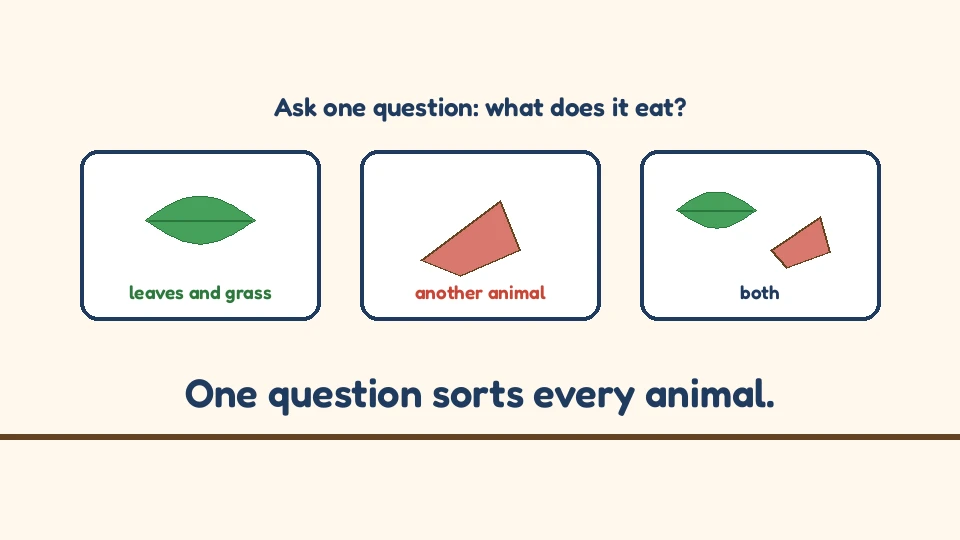 Ask one question: what does it eat?
leaves and grass
another animal
both
One question sorts every animal.